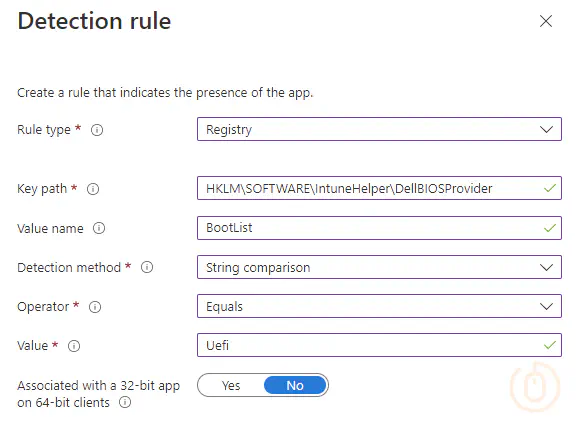 Detection rule
Create a rule that indicates the presence of the app.
Rule type *
Registry
Key path *
HKLM\SOFTWARE\IntuneHelper\DellBIOSProvider
Value name
BootList
Detection method *
String comparison
Operator *
Equals
Value *
Uefi
Associated with a 32-bit app
on 64-bit clients
Yes No